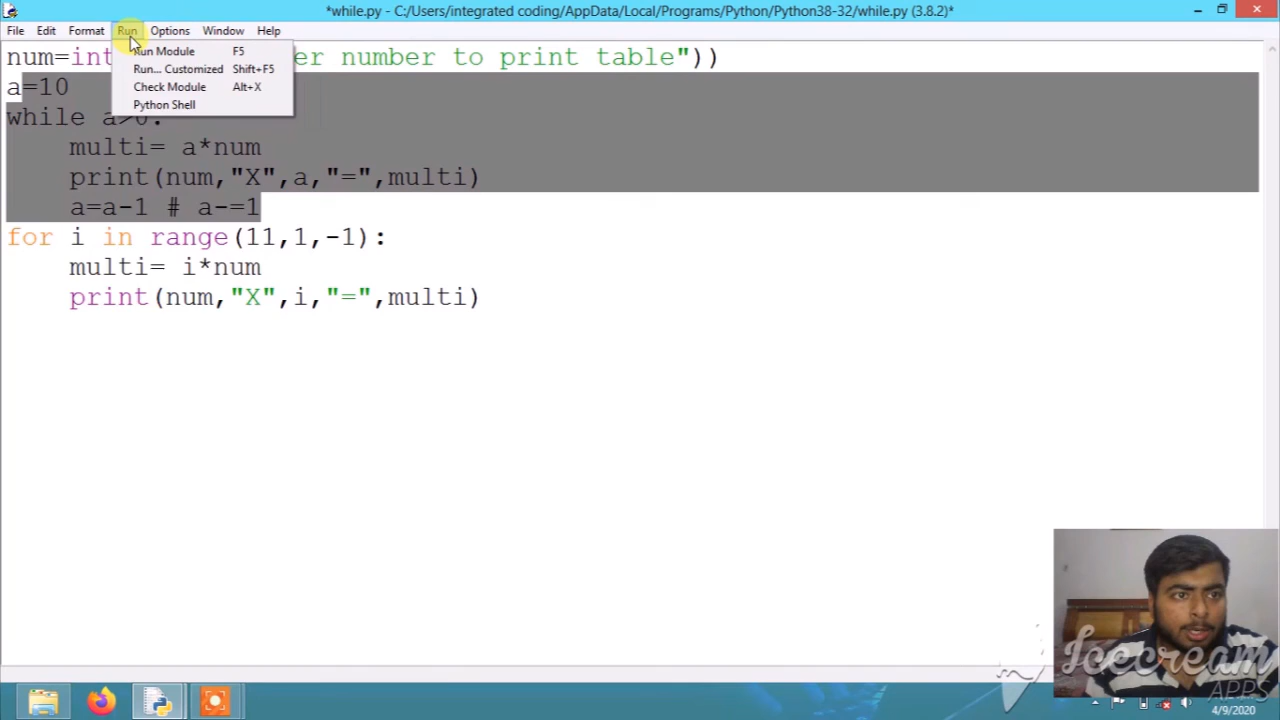 *while.py - C:/Users/integrated coding/AppData/Local/Programs/Python/Python38-32/while.py (3.8.2)*
File Edit Format Run Options Window Help
Run Module F5
Run... Customized Shift+F5
Check Module Alt+X
Python Shell
num=int er number to print table"))
a=10
while a>0:
multi= a*num
print(num,"X",a,"=",multi)
a=a-1 # a-=1
for i in range(11,1,-1):
multi= i*num
print(num,"X",i,"=",multi)
Icecream
APPS
4/9/2020